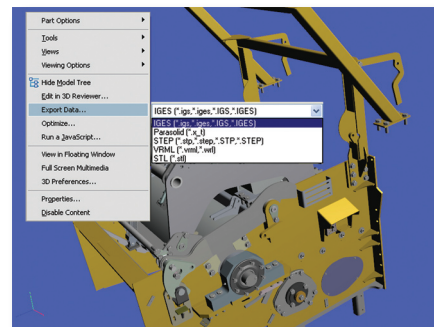 Part Options
Tools
Views
Viewing Options
Hide Model Tree
Edit in 3D Reviewer...
Export Data...
Optimize...
Run a JavaScript...
View in Floating Window
Full Screen Multimedia
3D Preferences...
Properties...
Disable Content
IGES (*.igs,*.iges,*.IGS,*.IGES)
IGES (*.igs,*.iges,*.IGS,*.IGES)
Parasolid (*.x_t)
STEP (*.stp,*.step,*.STP,*.STEP)
VRML (*.vrml,*.wrl)
STL (*.stl)